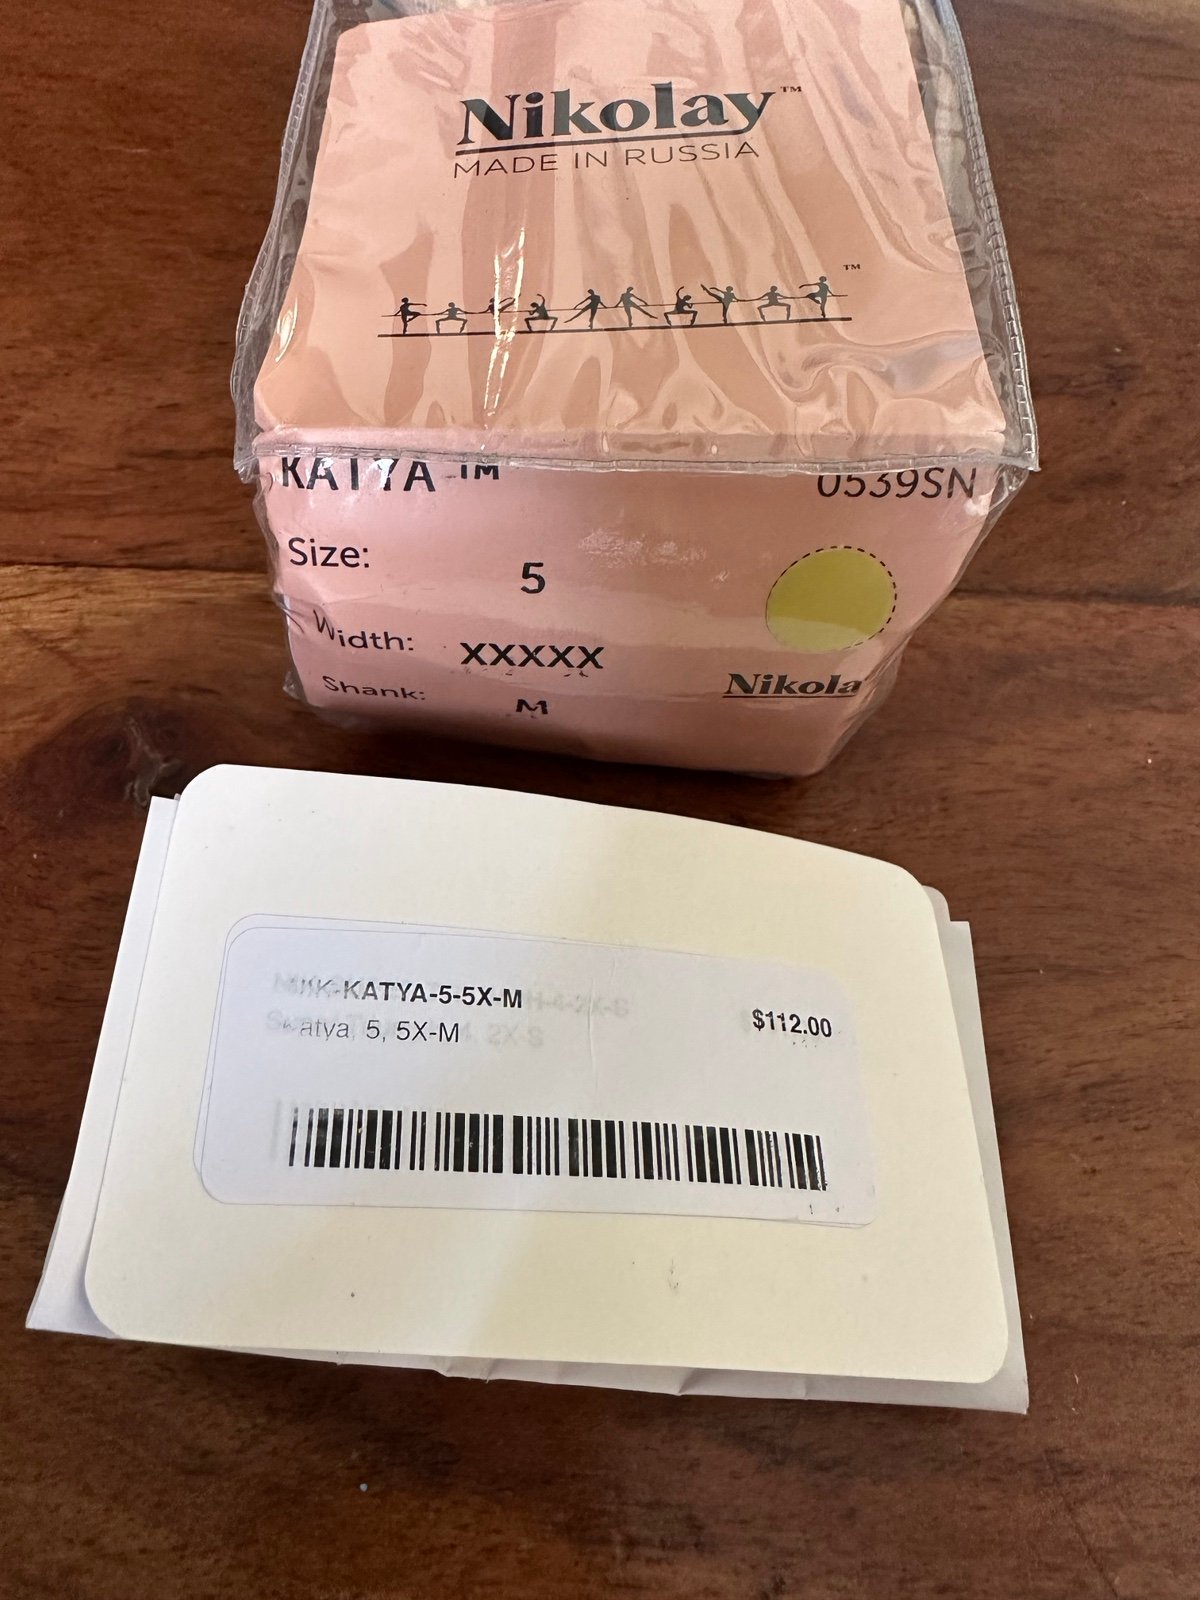 Nikolay™
MADE IN RUSSIA
™
KATYA™ 0539SN
Size: 5
Width: XXXXX
Shank: M
Nikola
-KATYA-5-5X-M
$112.00
atya, 5, 5X-M